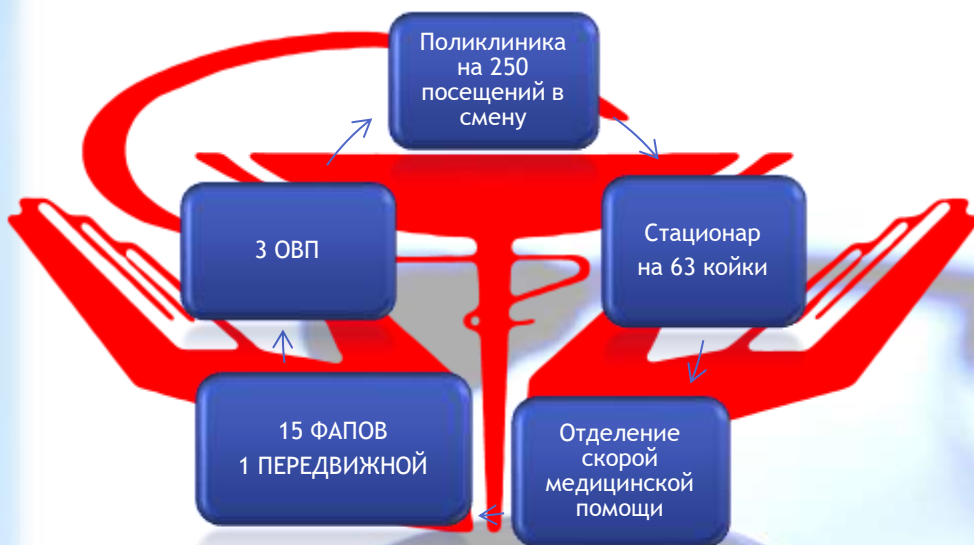 Поликлиника
на 250
посещений в
смену
3 ОВП
Стационар
на 63 койки
15 ФАПОВ
1 ПЕРЕДВИЖНОЙ
Отделение
скорой
медицинской
помощи